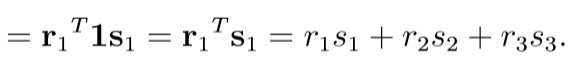 = 𝐫₁ᵀ𝟏𝐬₁ = 𝐫₁ᵀ𝐬₁ = r₁s₁ + r₂s₂ + r₃s₃.